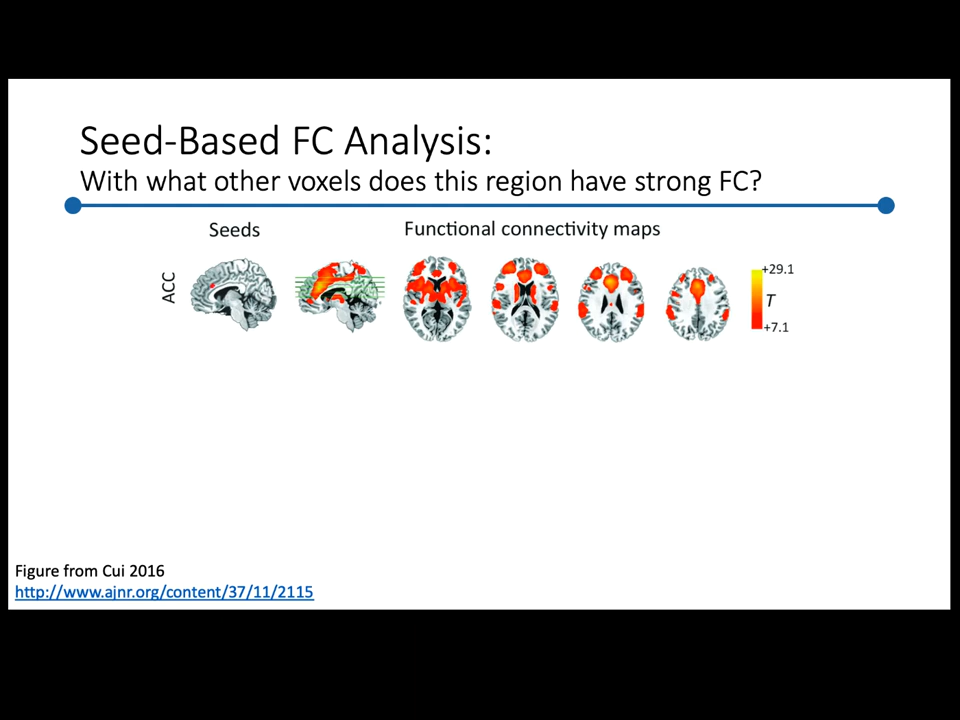 Seed-Based FC Analysis:
With what other voxels does this region have strong FC?
Seeds
Functional connectivity maps
ACC
+29.1
T
+7.1
Figure from Cui 2016
http://www.ajnr.org/content/37/11/2115